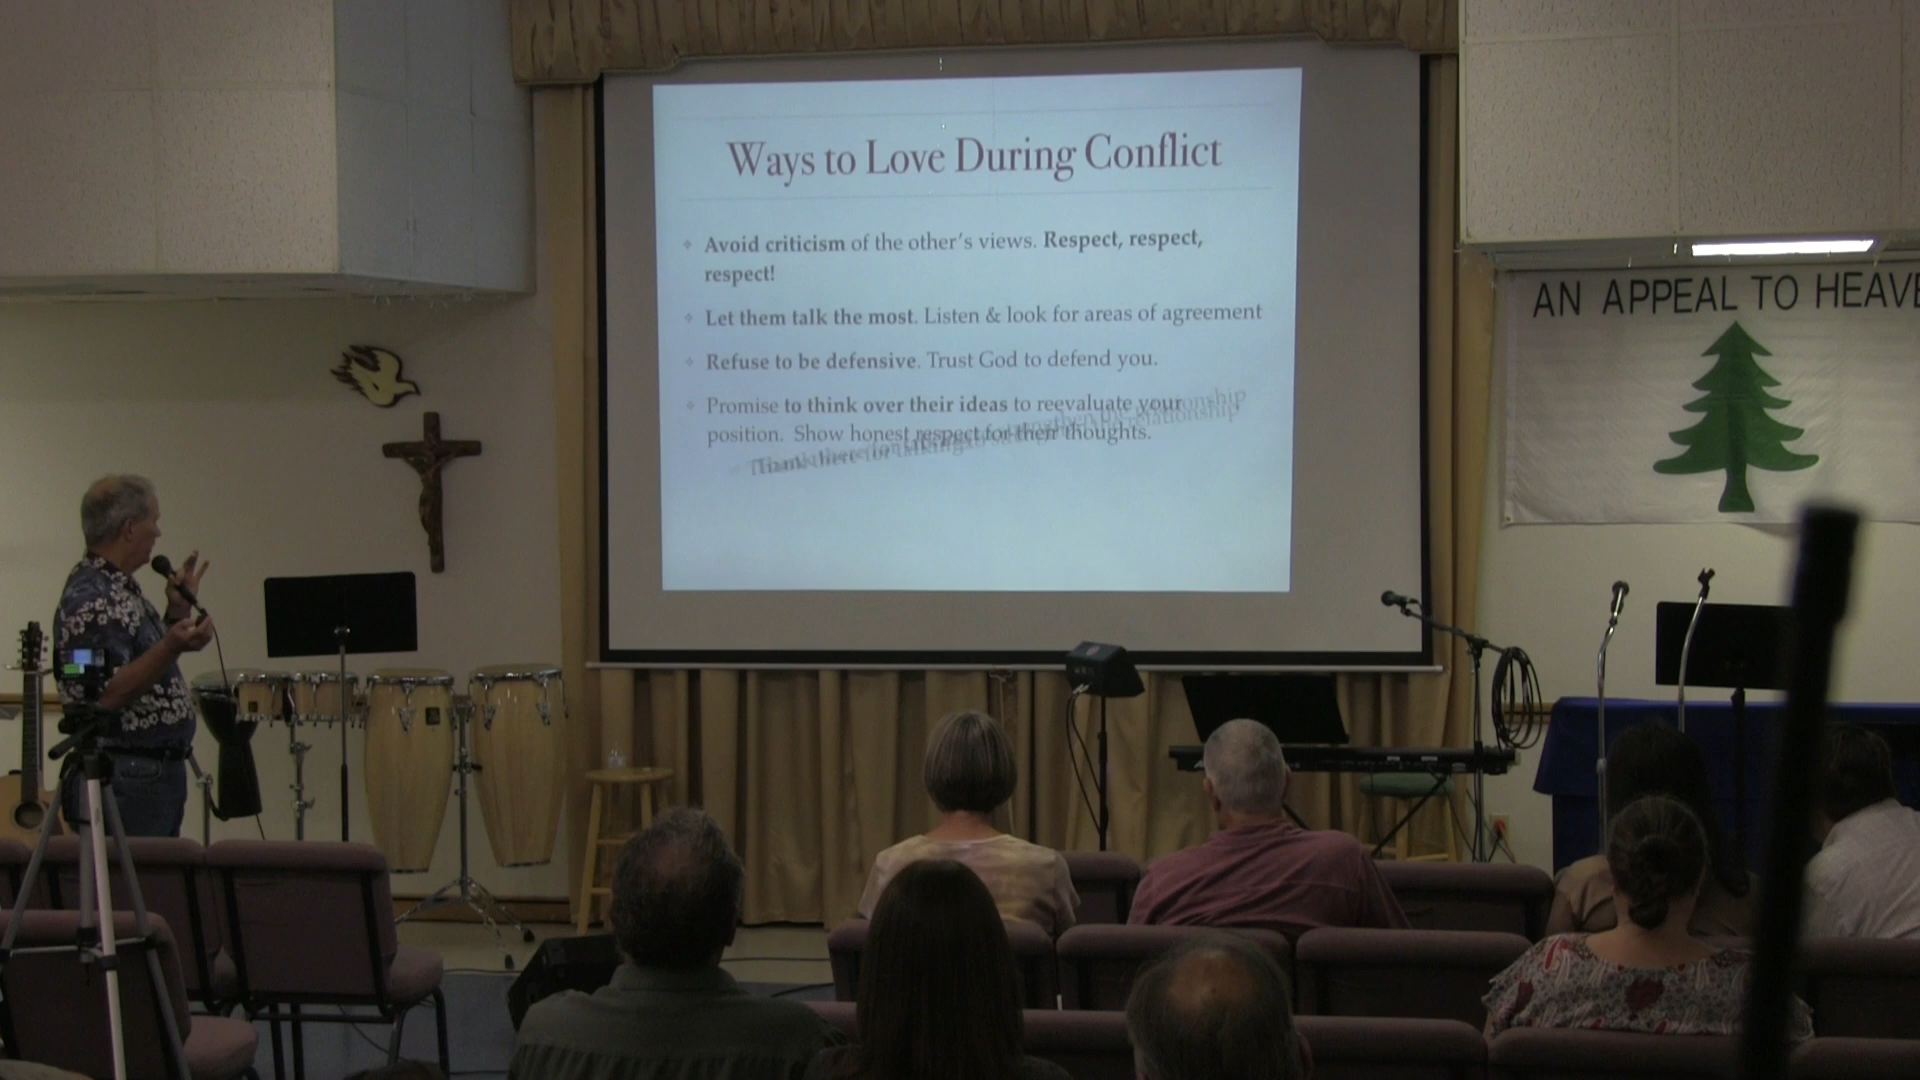 Ways to Love During Conflict
Avoid criticism of the other's views. Respect, respect,
respect!
Let them talk the most. Listen & look for areas of agreement
Refuse to be defensive. Trust God to defend you.
Promise to think over their ideas to reevaluate your
position. Show honest respect for their thoughts.
relationship
AN APPEAL TO HEAVE